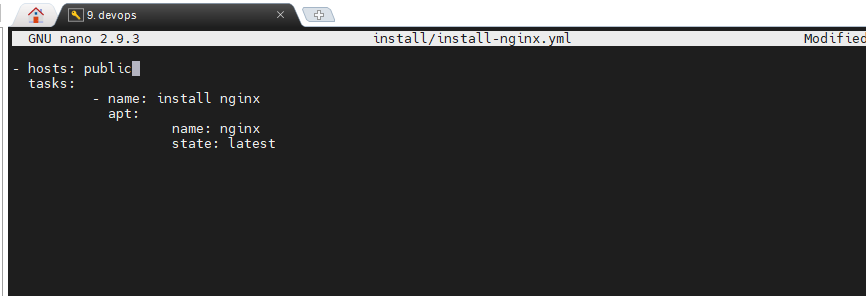 9. devops
GNU nano 2.9.3 install/install-nginx.yml Modified
- hosts: public
tasks:
- name: install nginx
apt:
name: nginx
state: latest